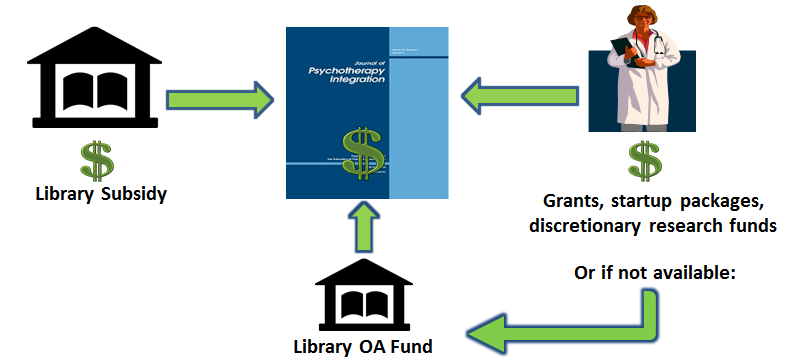 Journal of
Psychotherapy
Integration
$
$
$
Library Subsidy
Grants, startup packages,
discretionary research funds
Or if not available:
Library OA Fund